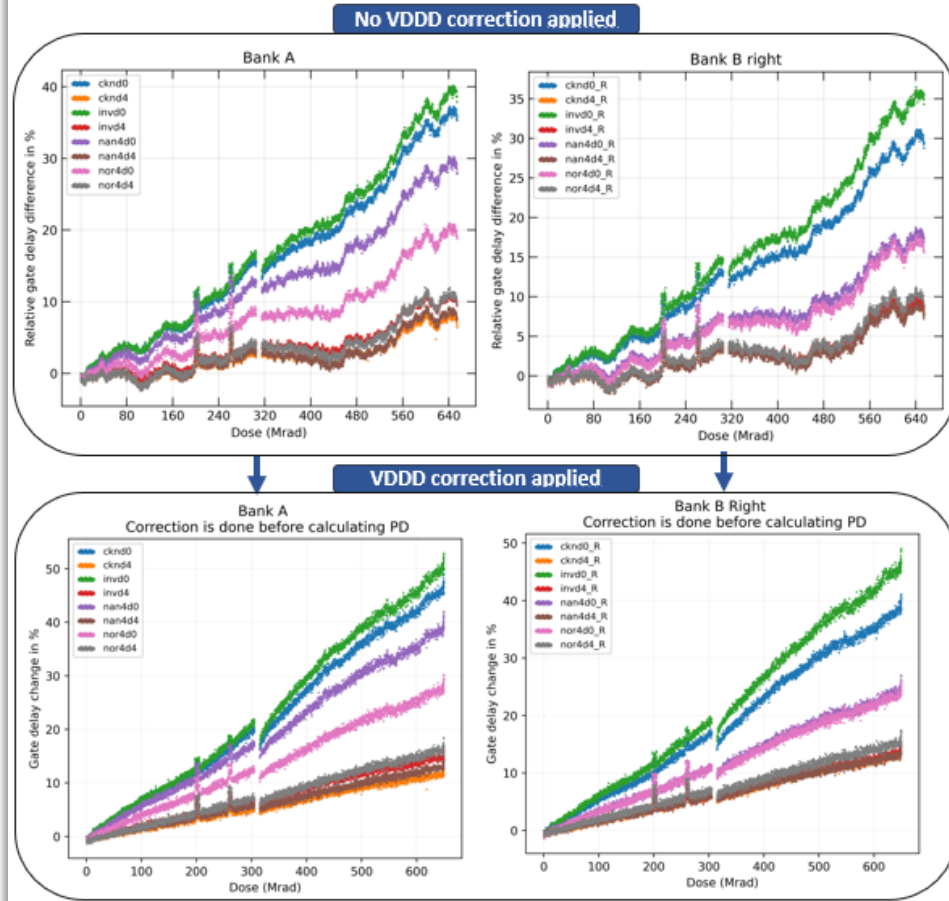 No VDDD correction applied
Bank A
Relative gate delay difference in %
40
30
20
10
0
cknd0
cknd4
invd0
invd4
nan4d0
nan4d4
nor4d0
nor4d4
0 80 160 240 320 400 480 560 640
Dose (Mrad)
Bank B right
Relative gate delay difference in %
35
30
25
20
15
10
5
0
cknd0_R
cknd4_R
invd0_R
invd4_R
nan4d0_R
nan4d4_R
nor4d0_R
nor4d4_R
0 80 160 240 320 400 480 560 640
Dose (Mrad)
VDDD correction applied
Bank A
Correction is done before calculating PD
Gate delay change in %
50
40
30
20
10
0
cknd0
cknd4
invd0
invd4
nan4d0
nan4d4
nor4d0
nor4d4
0 100 200 300 400 500 600
Dose (Mrad)
Bank B Right
Correction is done before calculating PD
Gate delay change in %
50
40
30
20
10
0
cknd0_R
cknd4_R
invd0_R
invd4_R
nan4d0_R
nan4d4_R
nor4d0_R
nor4d4_R
0 100 200 300 400 500 600
Dose (Mrad)